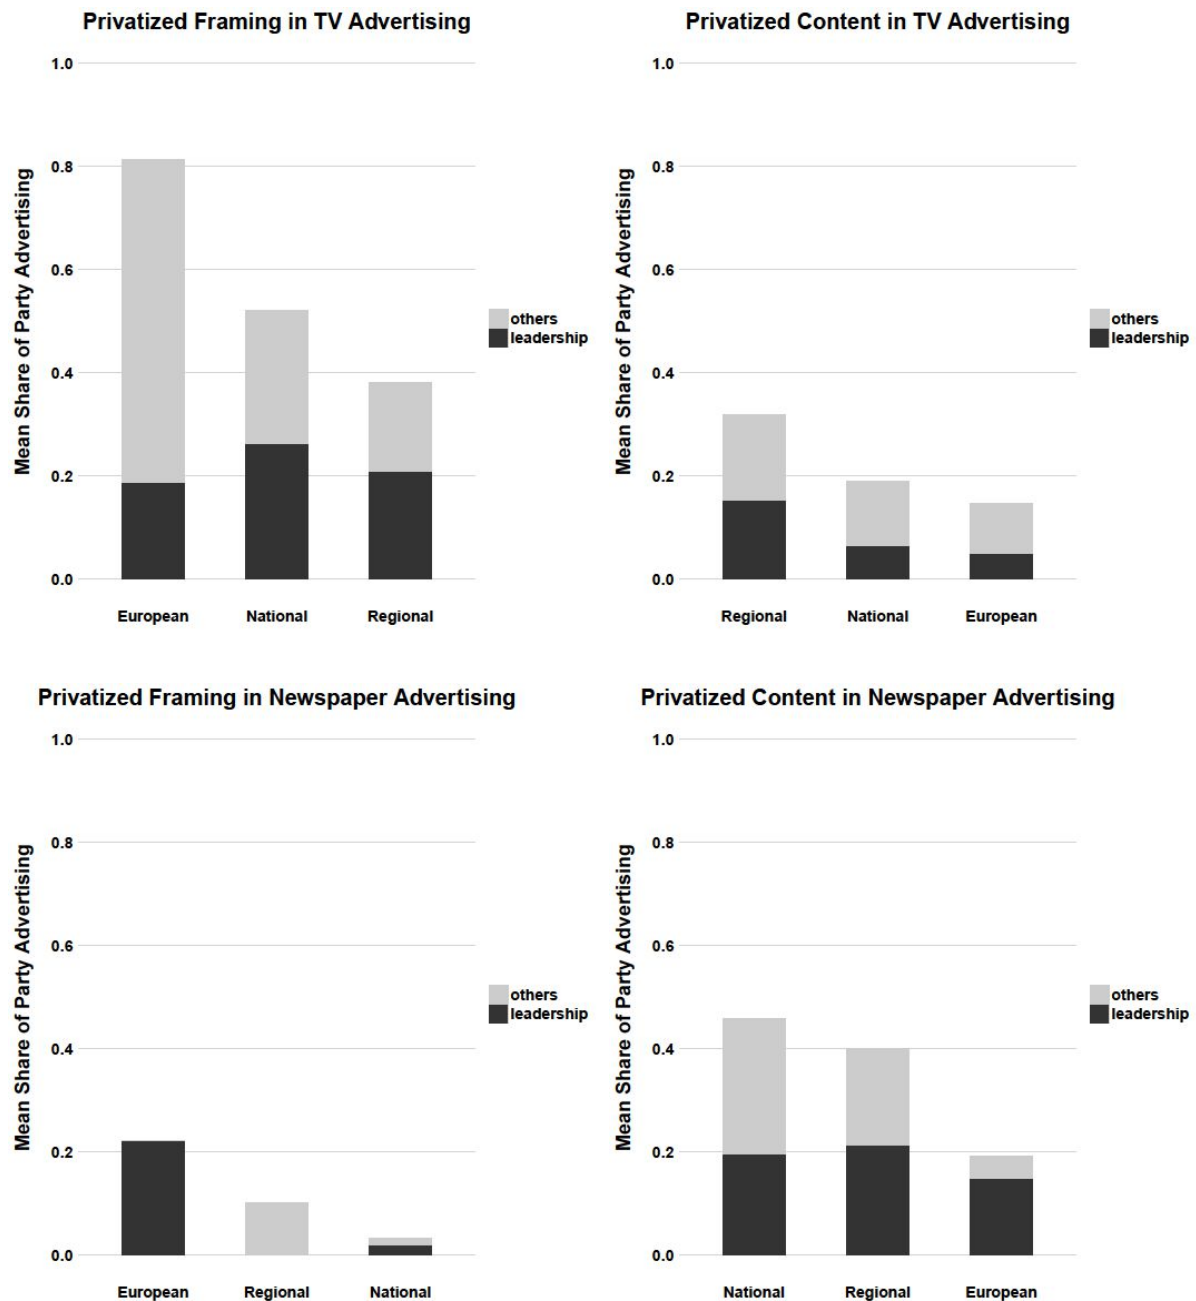 Privatized Framing in TV Advertising
Mean Share of Party Advertising
1.0
0.8
0.6
0.4
0.2
0.0
European National Regional
others
leadership
Privatized Content in TV Advertising
Mean Share of Party Advertising
1.0
0.8
0.6
0.4
0.2
0.0
Regional National European
others
leadership
Privatized Framing in Newspaper Advertising
Mean Share of Party Advertising
1.0
0.8
0.6
0.4
0.2
0.0
European Regional National
others
leadership
Privatized Content in Newspaper Advertising
Mean Share of Party Advertising
1.0
0.8
0.6
0.4
0.2
0.0
National Regional European
others
leadership